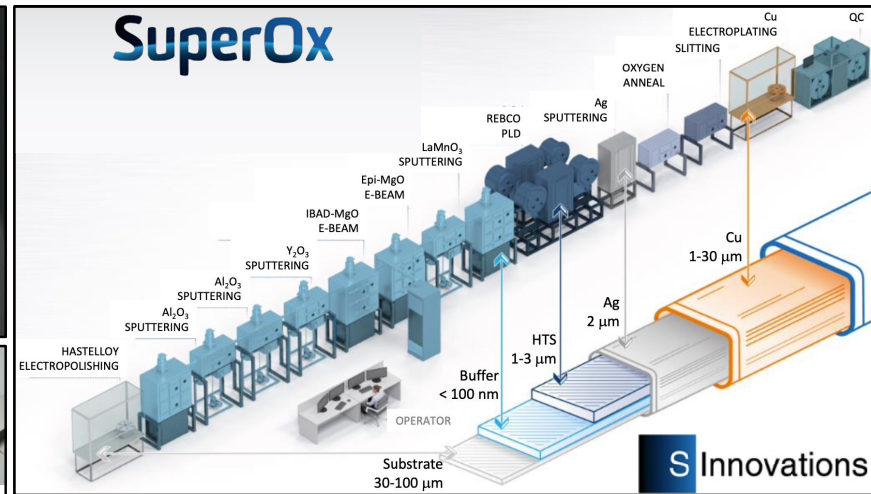 SuperOx
Cu
ELECTROPLATING
QC
SLITTING
OXYGEN
ANNEAL
Ag
SPUTTERING
REBCO
PLD
LaMnO₃
SPUTTERING
Epi-MgO
E-BEAM
IBAD-MgO
E-BEAM
Y₂O₃
SPUTTERING
Al₂O₃
SPUTTERING
Al₂O₃
SPUTTERING
HASTELLOY
ELECTROPOLISHING
OPERATOR
Cu
1-30 µm
Ag
2 µm
HTS
1-3 µm
Buffer
< 100 nm
Substrate
30-100 µm
S Innovations